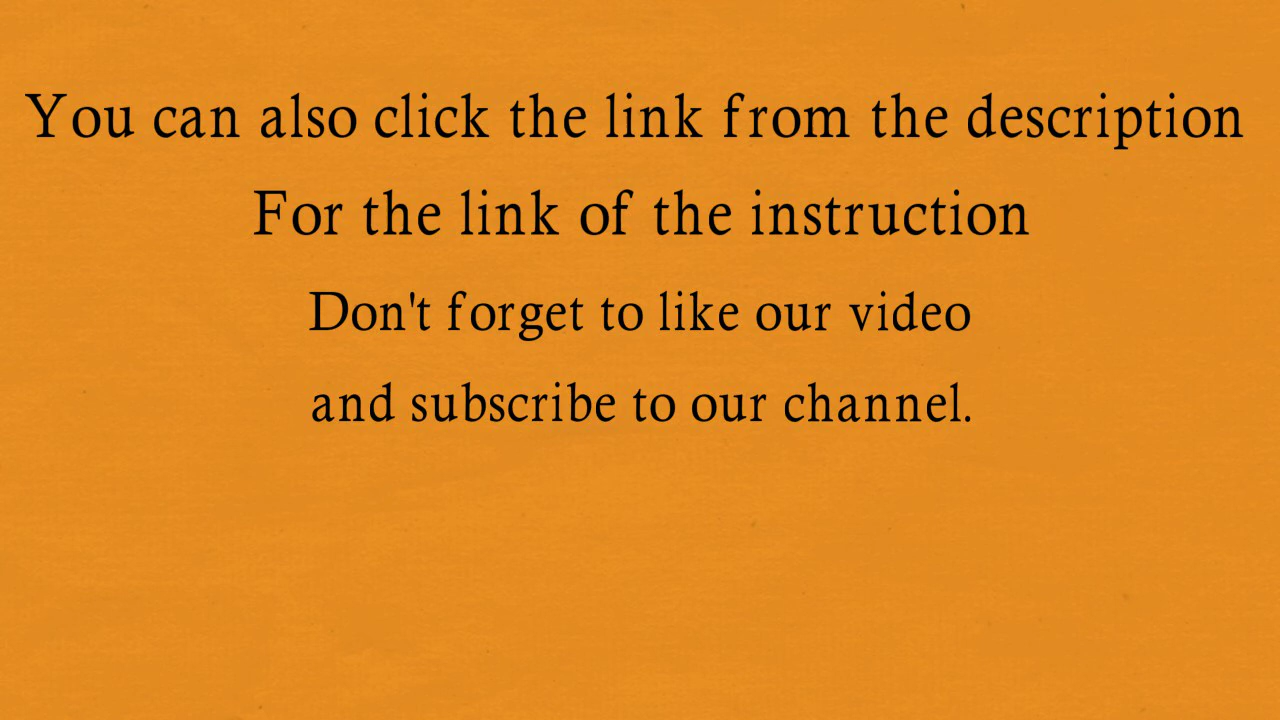 You can also click the link from the description
For the link of the instruction
Don't forget to like our video
and subscribe to our channel.